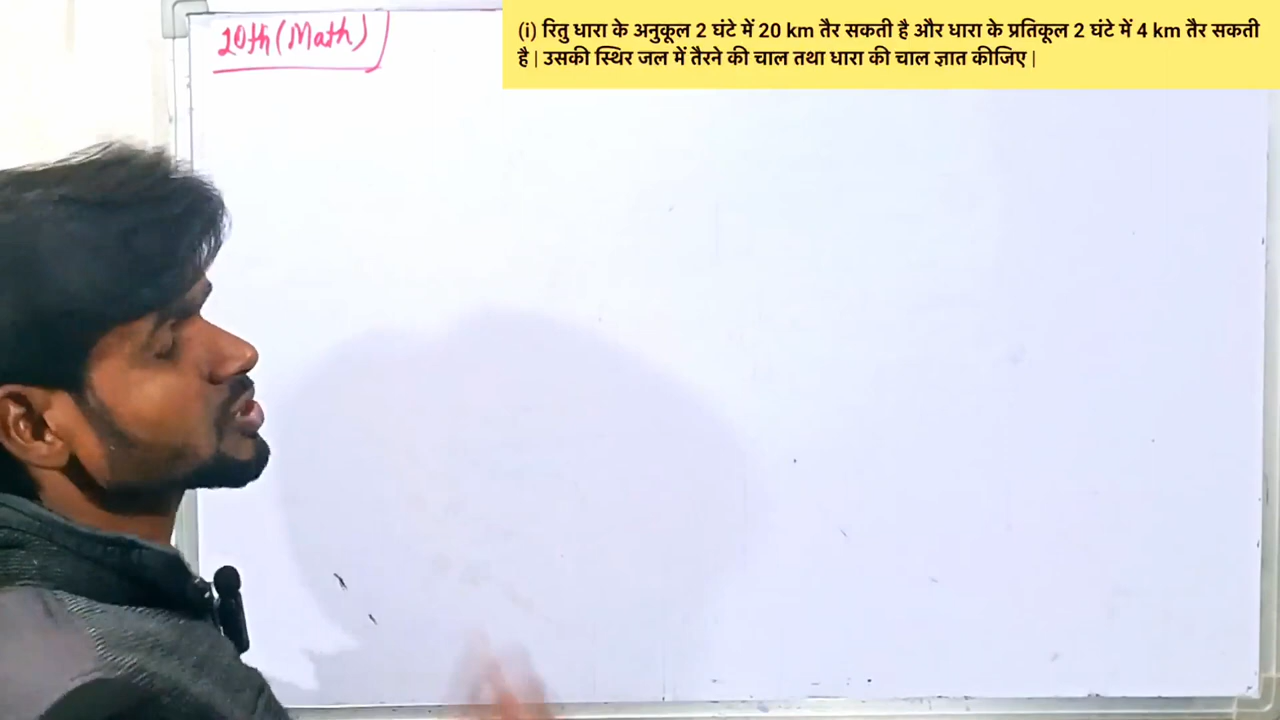 10th (Math)
(i) रितु धारा के अनुकूल 2 घंटे में 20 km तैर सकती है और धारा के प्रतिकूल 2 घंटे में 4 km तैर सकती
है | उसकी स्थिर जल में तैरने की चाल तथा धारा की चाल ज्ञात कीजिए |